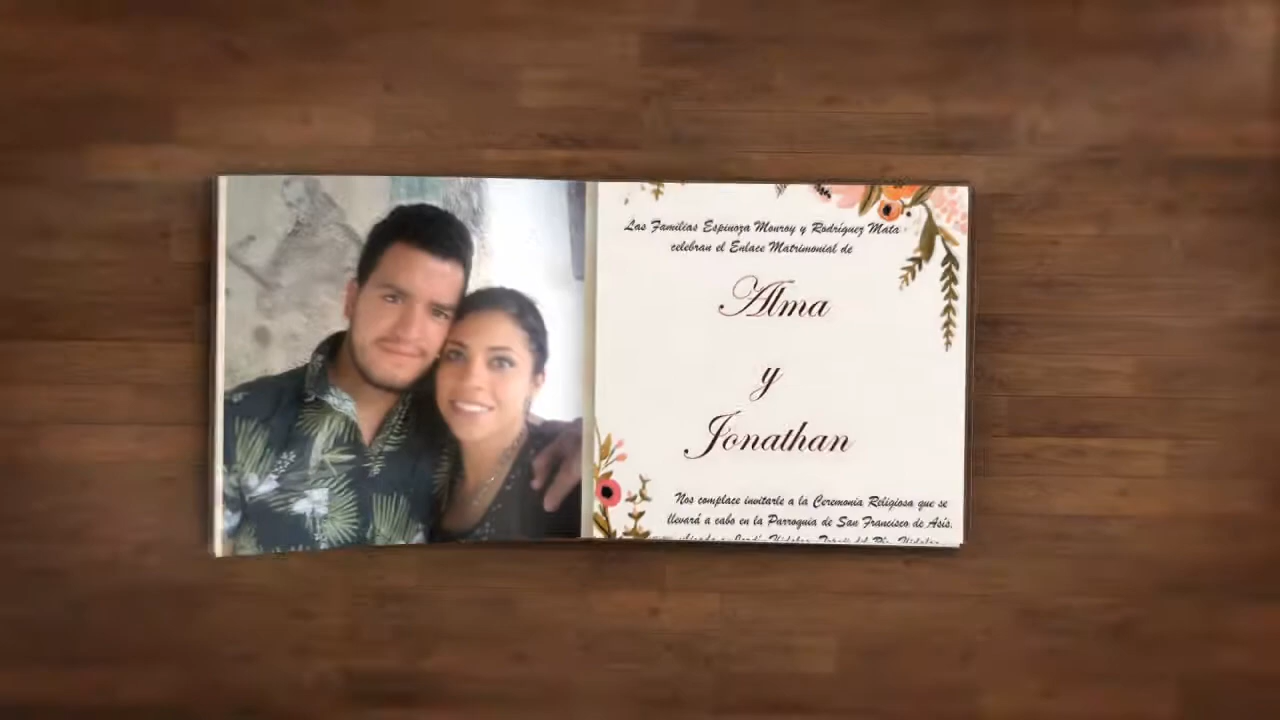 Las Familias Espinoza Monroy y Rodríguez Mata
celebran el Enlace Matrimonial de
Alma
y
Jonathan
Nos complace invitarle a la Ceremonia Religiosa que se
llevará a cabo en la Parroquia de San Francisco de Asís,